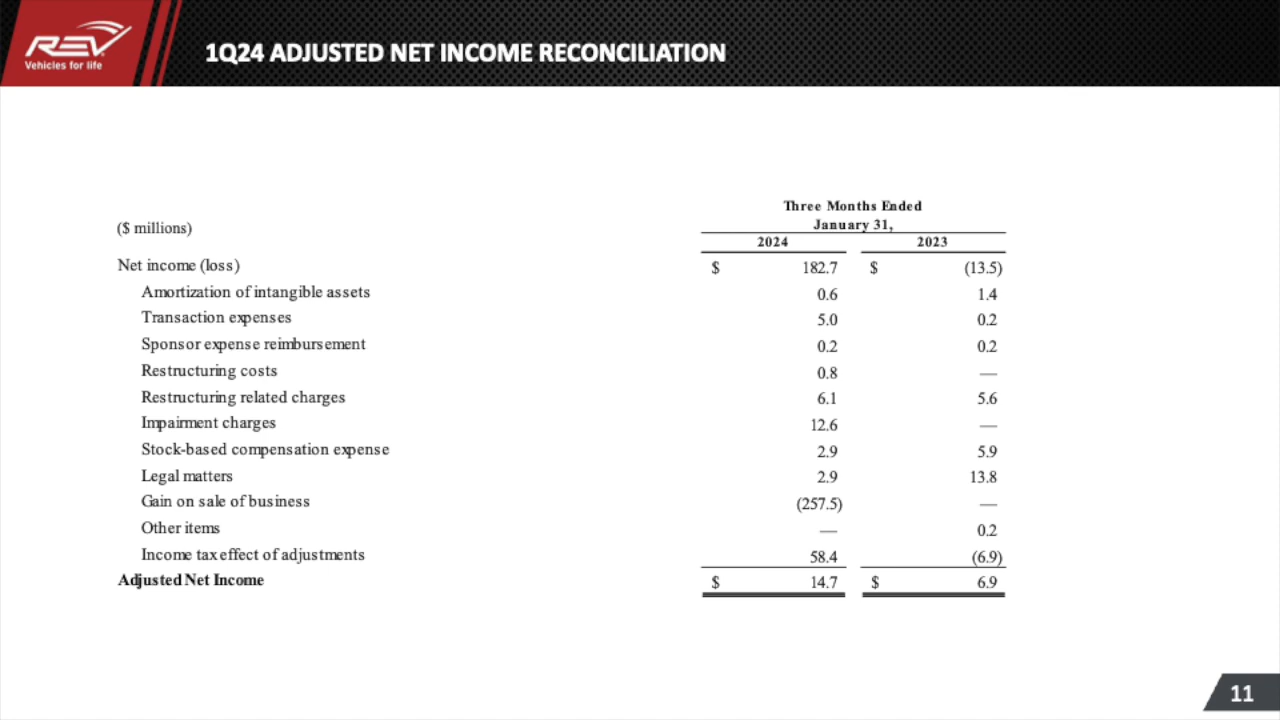 REV
Vehicles for life
1Q24 ADJUSTED NET INCOME RECONCILIATION
Three Months Ended
January 31,
($ millions)
2024 2023
Net income (loss) $ 182.7 $ (13.5)
Amortization of intangible assets 0.6 1.4
Transaction expenses 5.0 0.2
Sponsor expense reimbursement 0.2 0.2
Restructuring costs 0.8 —
Restructuring related charges 6.1 5.6
Impairment charges 12.6 —
Stock-based compensation expense 2.9 5.9
Legal matters 2.9 13.8
Gain on sale of business (257.5) —
Other items — 0.2
Income tax effect of adjustments 58.4 (6.9)
Adjusted Net Income $ 14.7 $ 6.9
11